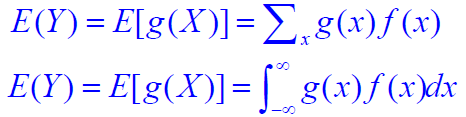 E(Y) = E[g(X)] = ∑ₓ g(x) f(x)
E(Y) = E[g(X)] = ∫_{-∞}^{∞} g(x) f(x)dx